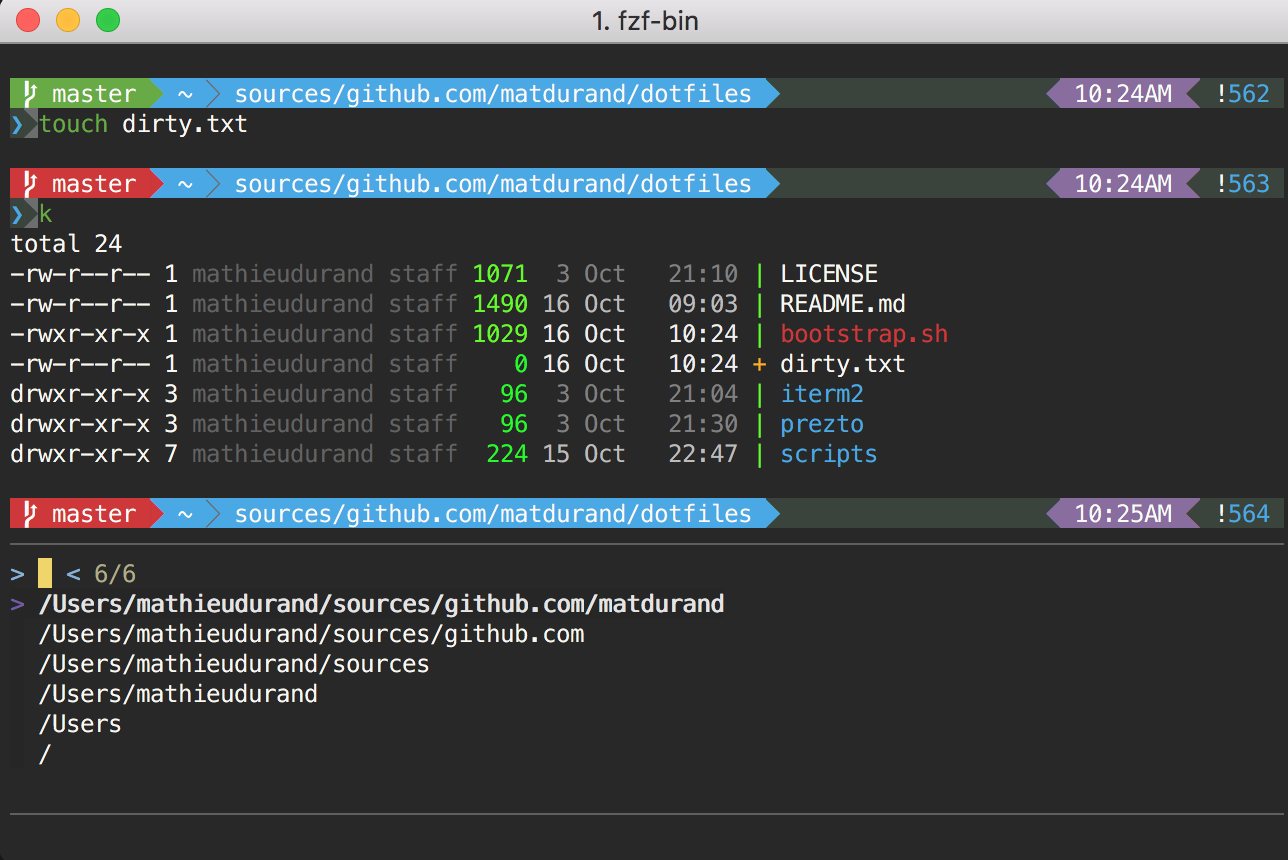 1. fzf-bin
master ~ sources/github.com/matdurand/dotfiles 10:24AM !562
❯ touch dirty.txt
master ~ sources/github.com/matdurand/dotfiles 10:24AM !563
❯ k
total 24
-rw-r--r-- 1 mathieudurand staff 1071  3 Oct   21:10 | LICENSE
-rw-r--r-- 1 mathieudurand staff 1490 16 Oct   09:03 | README.md
-rwxr-xr-x 1 mathieudurand staff 1029 16 Oct   10:24 | bootstrap.sh
-rw-r--r-- 1 mathieudurand staff    0 16 Oct   10:24 + dirty.txt
drwxr-xr-x 3 mathieudurand staff   96  3 Oct   21:04 | iterm2
drwxr-xr-x 3 mathieudurand staff   96  3 Oct   21:30 | prezto
drwxr-xr-x 7 mathieudurand staff  224 15 Oct   22:47 | scripts
master ~ sources/github.com/matdurand/dotfiles 10:25AM !564
>   < 6/6
> /Users/mathieudurand/sources/github.com/matdurand
/Users/mathieudurand/sources/github.com
/Users/mathieudurand/sources
/Users/mathieudurand
/Users
/